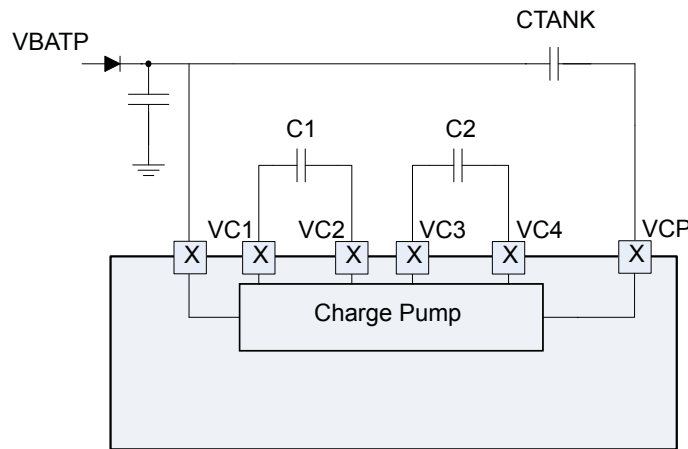 CTANK
VBATP
C1
C2
VC1
VC2
VC3
VC4
VCP
X
X
X
X
X
X
Charge Pump